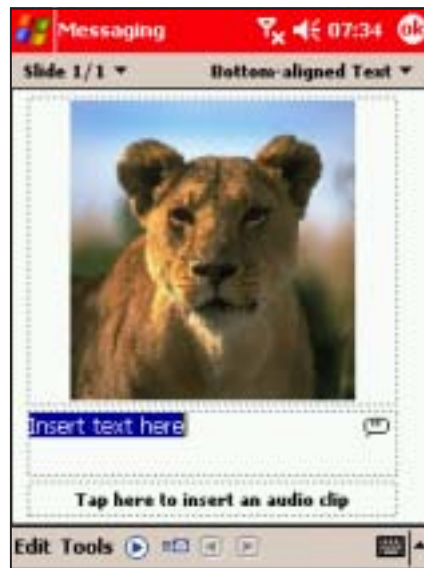 Messaging 07:34 ok
Slide 1/1 Bottom-aligned Text
Insert text here
Tap here to insert an audio clip
Edit Tools